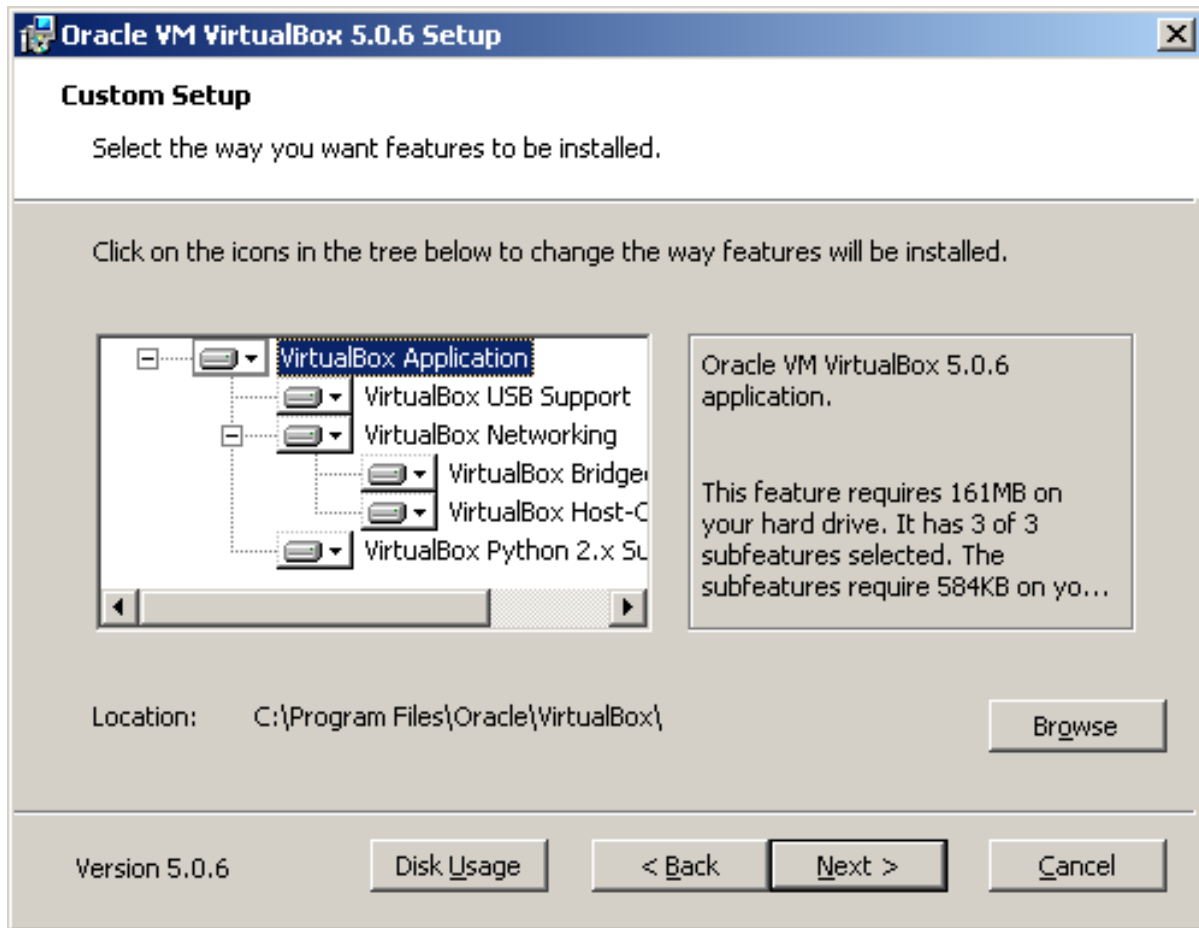 Oracle VM VirtualBox 5.0.6 Setup
Custom Setup
Select the way you want features to be installed.
Click on the icons in the tree below to change the way features will be installed.
VirtualBox Application
VirtualBox USB Support
VirtualBox Networking
VirtualBox Bridge
VirtualBox Host-
VirtualBox Python 2.x Su
Oracle VM VirtualBox 5.0.6
application.
This feature requires 161MB on
your hard drive. It has 3 of 3
subfeatures selected. The
subfeatures require 584KB on yo...
Location: C:\Program Files\Oracle\VirtualBox\
Browse
Version 5.0.6
Disk Usage
< Back
Next >
Cancel